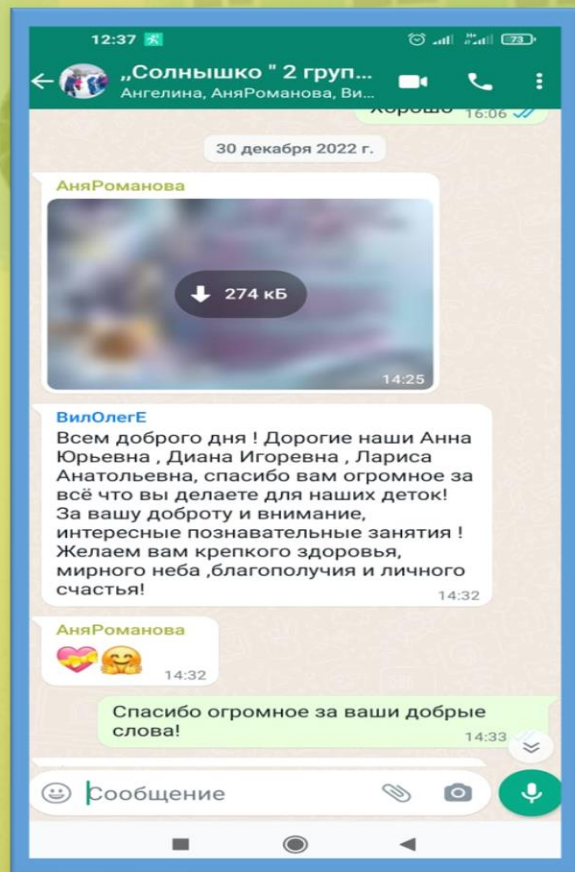 12:37
73
„Солнышко " 2 груп...
Ангелина, АняРоманова, Ви...
Хорошо 16:06
30 декабря 2022 г.
АняРоманова
274 кБ
14:25
ВилОлегЕ
Всем доброго дня ! Дорогие наши Анна
Юрьевна , Диана Игоревна , Лариса
Анатольевна, спасибо вам огромное за
всё что вы делаете для наших деток!
За вашу доброту и внимание,
интересные познавательные занятия !
Желаем вам крепкого здоровья,
мирного неба ,благополучия и личного
счастья!
14:32
АняРоманова
14:32
Спасибо огромное за ваши добрые
слова!
14:33
Сообщение